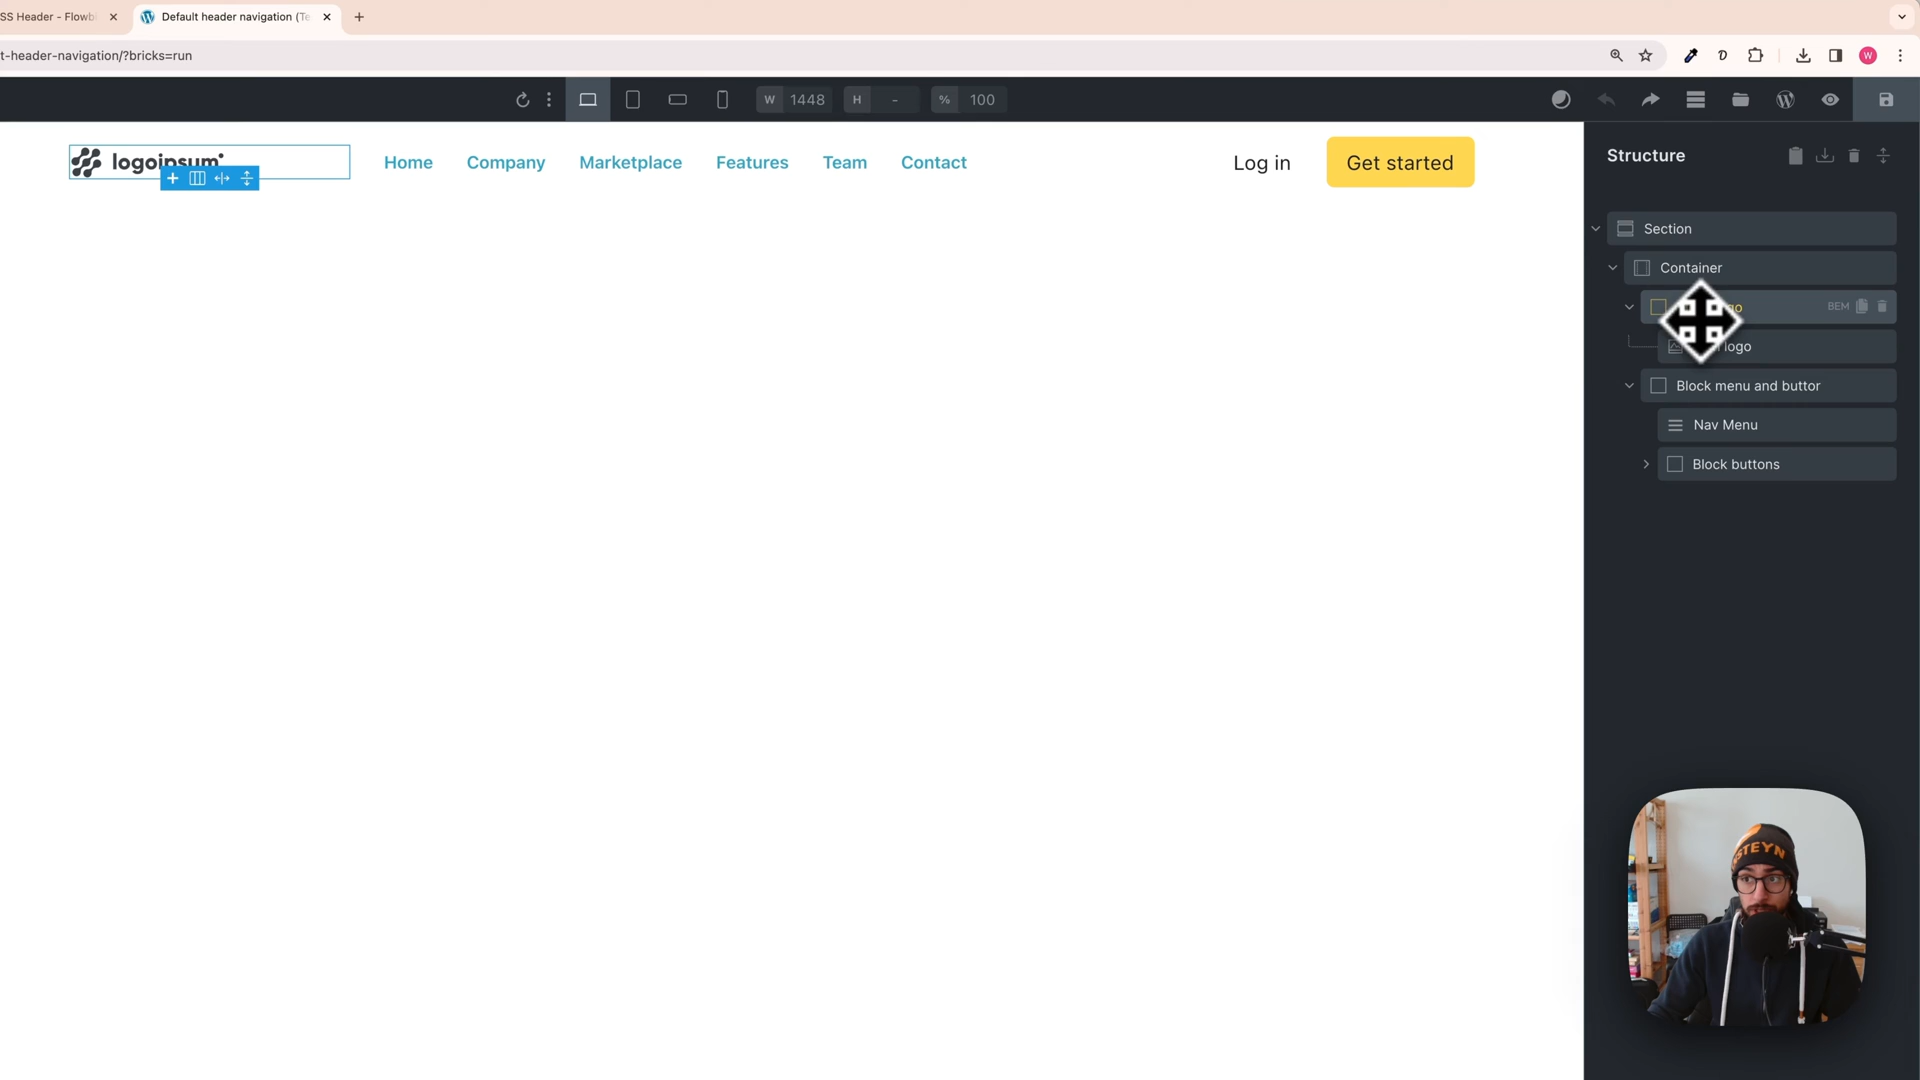 SS Header - Flowb
Default header navigation (Te
t-header-navigation/?bricks=run
W 1448 H - % 100
logoipsum
Home Company Marketplace Features Team Contact Log in Get started
Structure
Section
Container
BEM
logo
Block menu and buttor
Nav Menu
Block buttons
STEYN